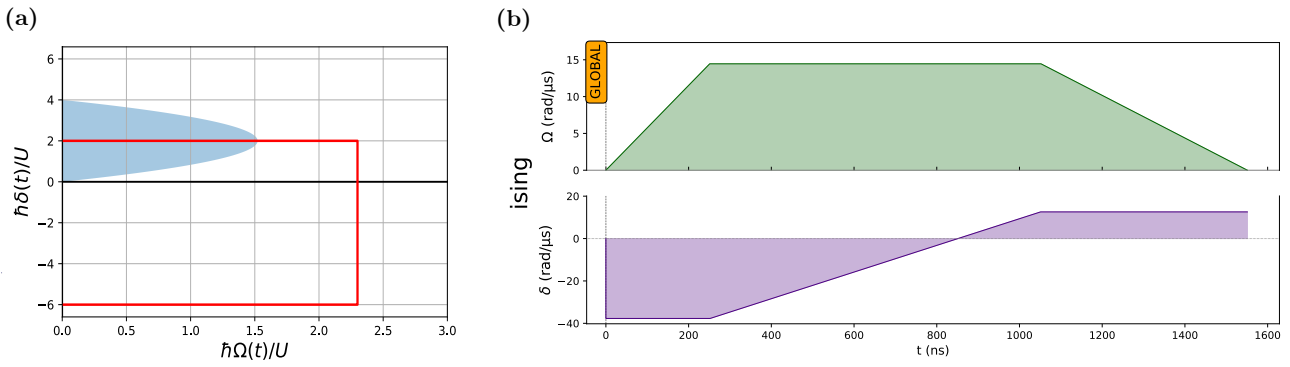 (a)
6
4
2
0
−2
−4
−6
ħδ(t)/U
0.0 0.5 1.0 1.5 2.0 2.5 3.0
ħΩ(t)/U
(b)
ising
GLOBAL
15
10
5
0
Ω (rad/µs)
20
0
−20
−40
δ (rad/µs)
0 200 400 600 800 1000 1200 1400 1600
t (ns)